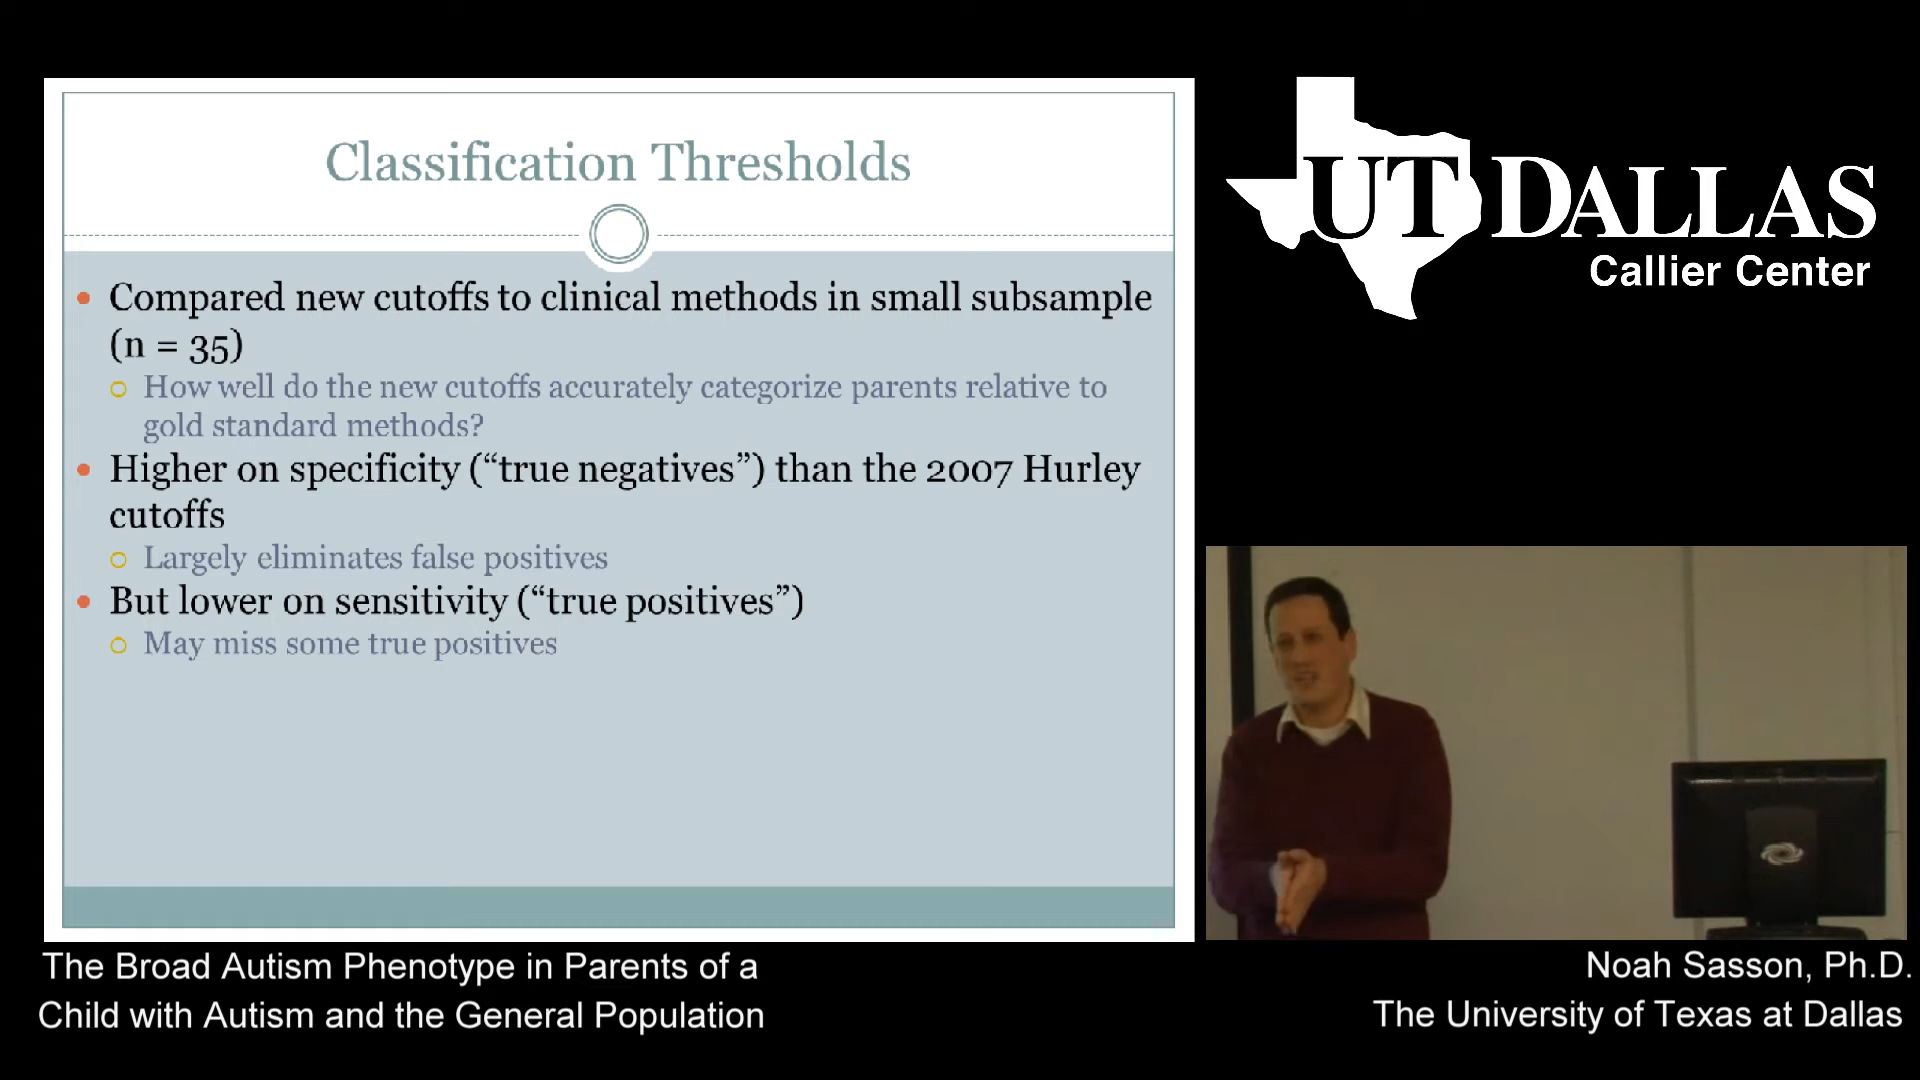 Classification Thresholds
• Compared new cutoffs to clinical methods in small subsample
(n = 35)
○ How well do the new cutoffs accurately categorize parents relative to
gold standard methods?
• Higher on specificity (“true negatives”) than the 2007 Hurley
cutoffs
○ Largely eliminates false positives
• But lower on sensitivity (“true positives”)
○ May miss some true positives
UT DALLAS
Callier Center
The Broad Autism Phenotype in Parents of a
Child with Autism and the General Population
Noah Sasson, Ph.D.
The University of Texas at Dallas